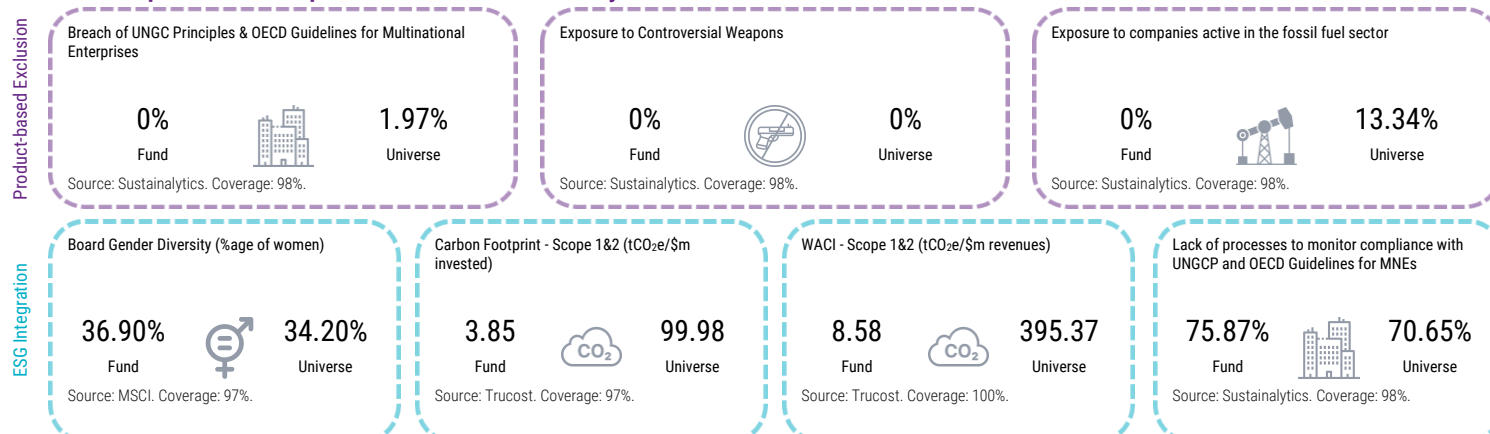 Product-based Exclusion
Breach of UNGC Principles & OECD Guidelines for Multinational
Enterprises
0%
1.97%
Fund
Universe
Source: Sustainalytics. Coverage: 98%.
Exposure to Controversial Weapons
0%
0%
Fund
Universe
Source: Sustainalytics. Coverage: 98%.
Exposure to companies active in the fossil fuel sector
0%
13.34%
Fund
Universe
Source: Sustainalytics. Coverage: 98%.
ESG Integration
Board Gender Diversity (%age of women)
36.90%
34.20%
Fund
Universe
Source: MSCI. Coverage: 97%.
Carbon Footprint - Scope 1&2 (tCO₂e/$m
invested)
3.85
CO₂
99.98
Fund
Universe
Source: Trucost. Coverage: 97%.
WACI - Scope 1&2 (tCO₂e/$m revenues)
8.58
CO₂
395.37
Fund
Universe
Source: Trucost. Coverage: 100%.
Lack of processes to monitor compliance with
UNGCP and OECD Guidelines for MNEs
75.87%
70.65%
Fund
Universe
Source: Sustainalytics. Coverage: 98%.